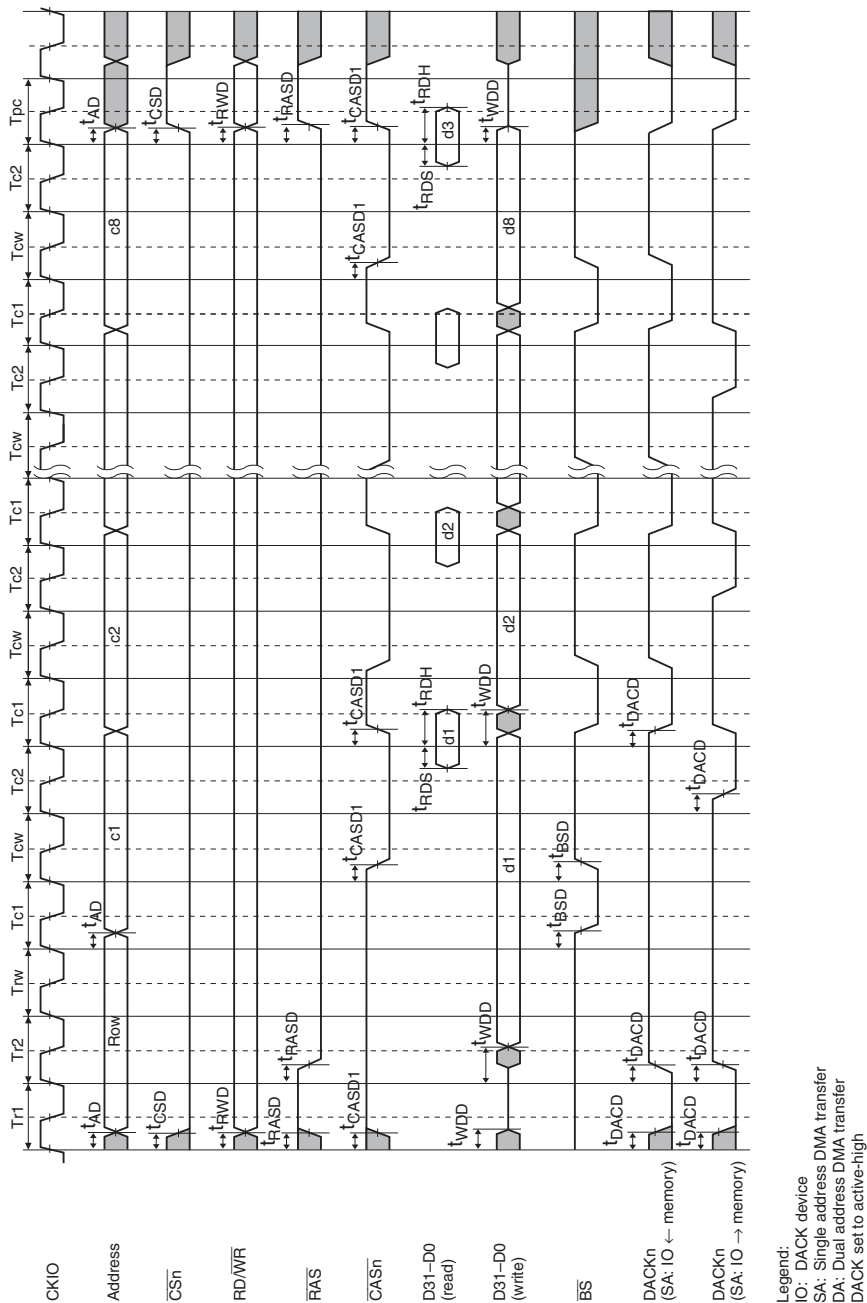 Tr1 Tr2 Trw Tc1 Tcw Tc2 Tc1 Tcw Tc2 Tc1 Tcw Tc2 Tc1 Tcw Tc2 Tpc
CKIO
tAD tAD tAD
Address Row c1 c2 c8
tCSD tCSD
CSn
tRWD tRWD
RD/WR
tRASD tRASD tRASD
RAS
tCASD1 tCASD1 tCASD1 tCASD1 tCASD1
CASn
tRDS tRDH tRDS tRDH
D31–D0 d1 d2 d3
(read)
tWDD tWDD tWDD tWDD
D31–D0 d1 d2 d8
(write)
tBSD tBSD
BS
tDACD tDACD tDACD
DACKn
(SA: IO ← memory)
tDACD tDACD tDACD
DACKn
(SA: IO → memory)
Legend:
IO: DACK device
SA: Single address DMA transfer
DA: Dual address DMA transfer
DACK set to active-high